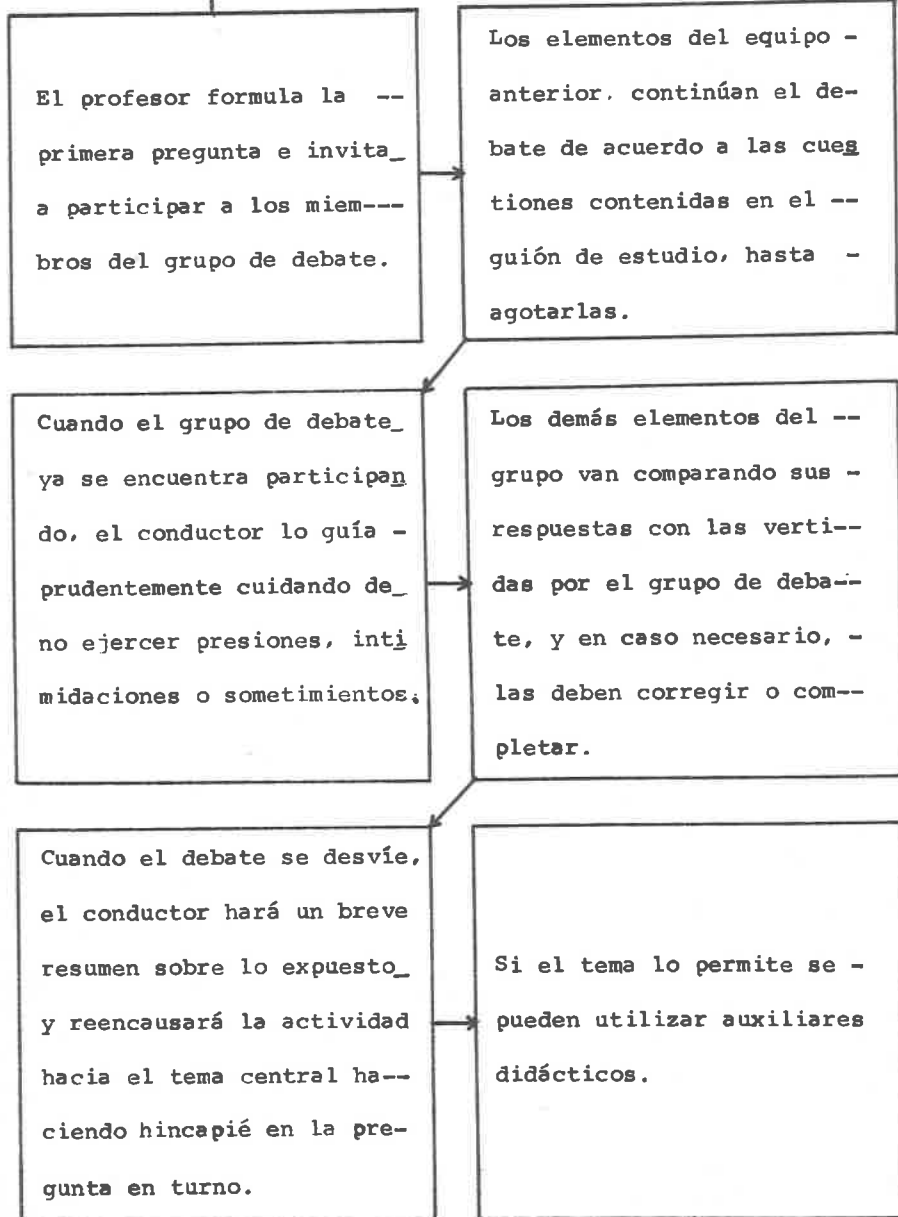 El profesor formula la --
primera pregunta e invita_
a participar a los miem---
bros del grupo de debate.
Los elementos del equipo -
anterior. continúan el de-
bate de acuerdo a las cues
tiones contenidas en el --
guión de estudio, hasta -
agotarlas.
Cuando el grupo de debate_
ya se encuentra participan
do, el conductor lo guía -
prudentemente cuidando de_
no ejercer presiones, inti
midaciones o sometimientos.
Los demás elementos del --
grupo van comparando sus -
respuestas con las verti--
das por el grupo de deba--
te, y en caso necesario, -
las deben corregir o com--
pletar.
Cuando el debate se desvíe,
el conductor hará un breve
resumen sobre lo expuesto_
y reencausará la actividad
hacia el tema central ha--
ciendo hincapié en la pre-
gunta en turno.
Si el tema lo permite se -
pueden utilizar auxiliares
didácticos.